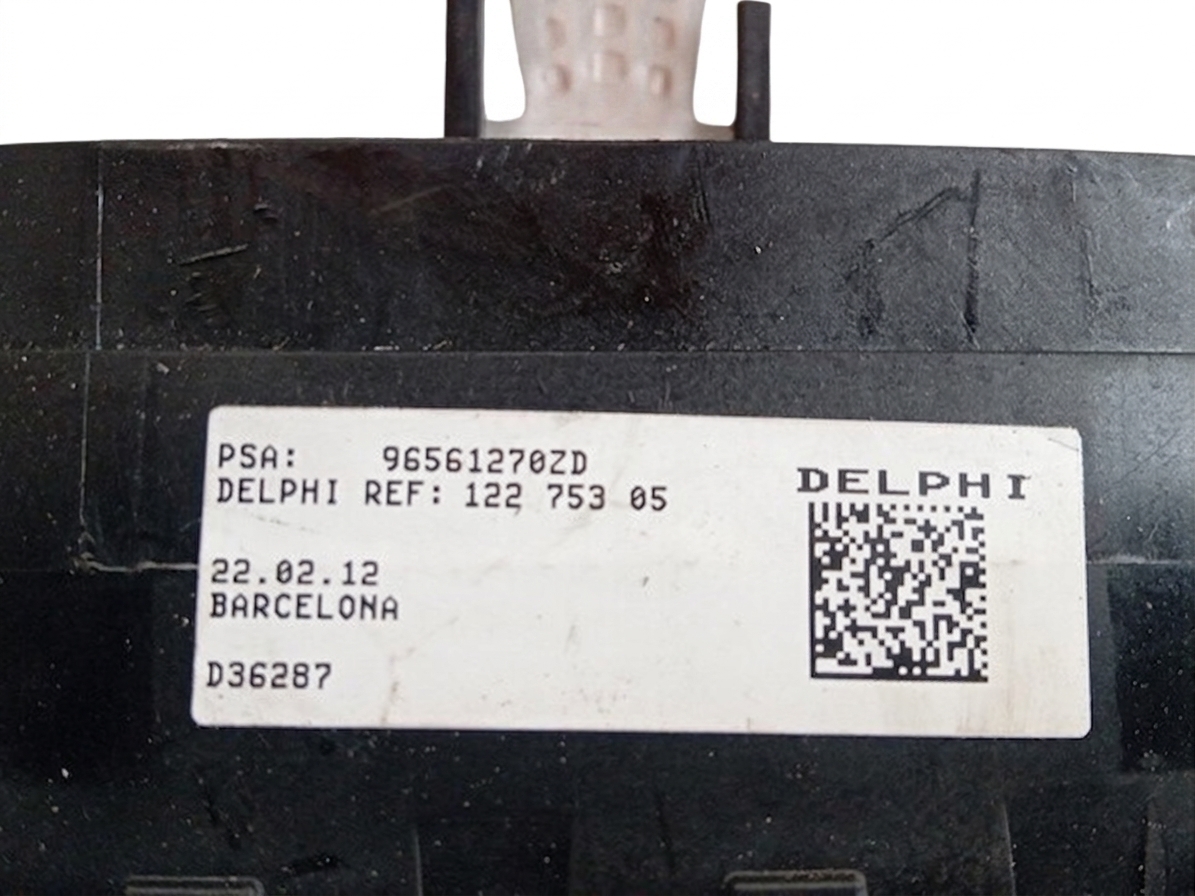 PSA: 96561270ZD
DELPHI REF: 122 753 05
DELPHI
22.02.12
BARCELONA
D36287